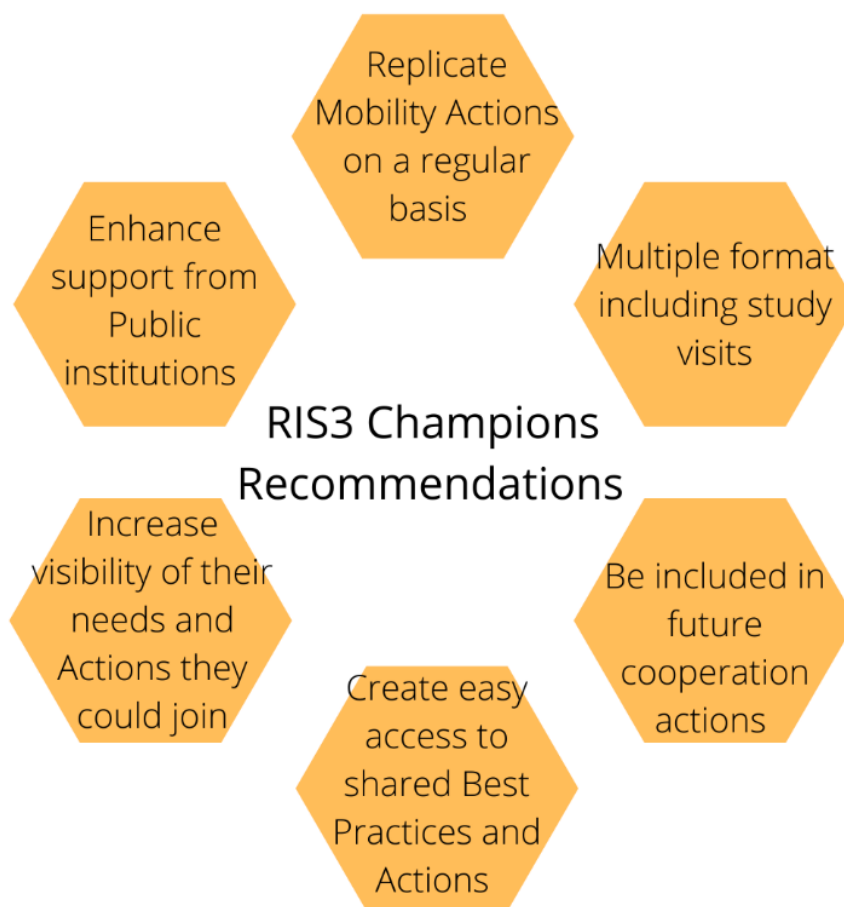 Replicate
Mobility Actions
on a regular
basis
Enhance
support from
Public
institutions
Multiple format
including study
visits
RIS3 Champions
Recommendations
Increase
visibility of their
needs and
Actions they
could join
Be included in
future
cooperation
actions
Create easy
access to
shared Best
Practices and
Actions